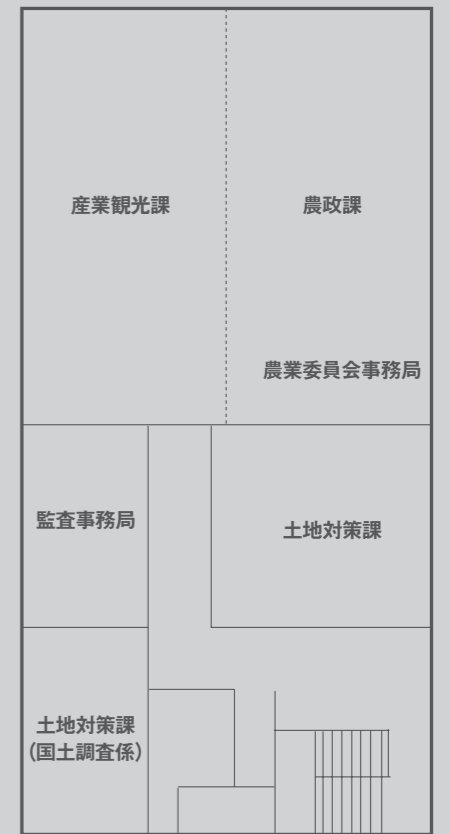 産業観光課
農政課
農業委員会事務局
監査事務局
土地対策課
土地対策課
（国土調査係）